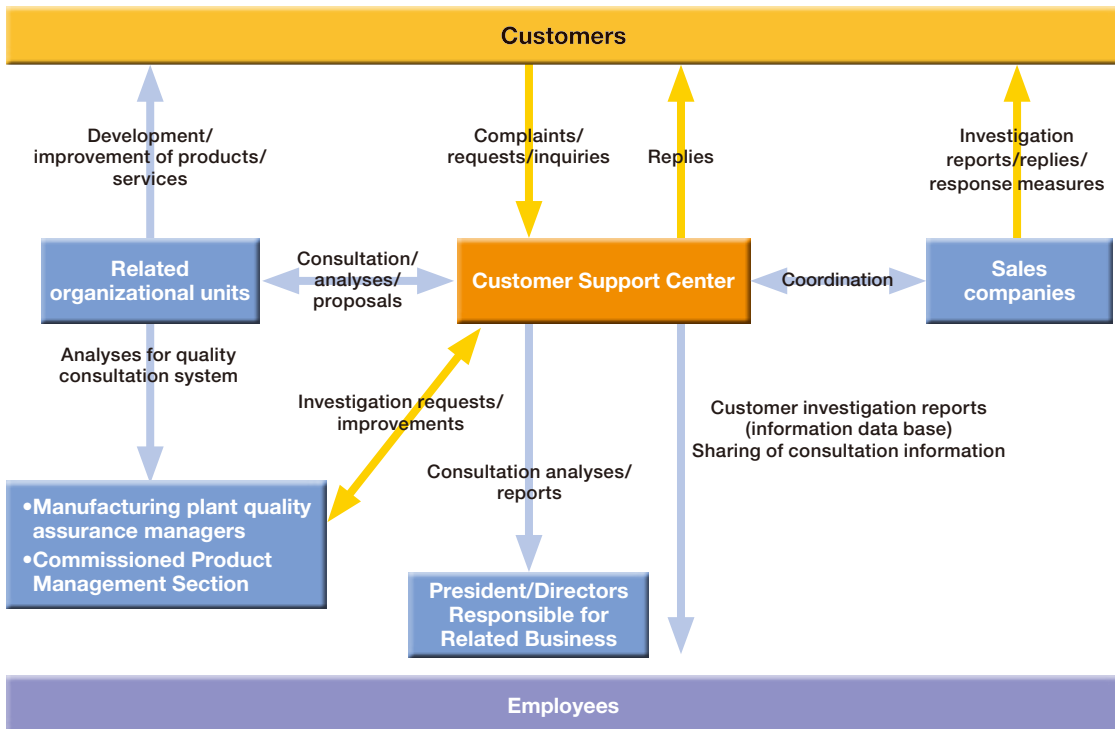 Customers
Development/
improvement of products/
services
Complaints/
requests/inquiries
Replies
Investigation
reports/replies/
response measures
Related
organizational units
Consultation/
analyses/
proposals
Customer Support Center
Coordination
Sales
companies
Analyses for quality
consultation system
Investigation requests/
improvements
Customer investigation reports
(information data base)
Sharing of consultation information
Consultation analyses/
reports
•Manufacturing plant quality
assurance managers
•Commissioned Product
Management Section
President/Directors
Responsible for
Related Business
Employees